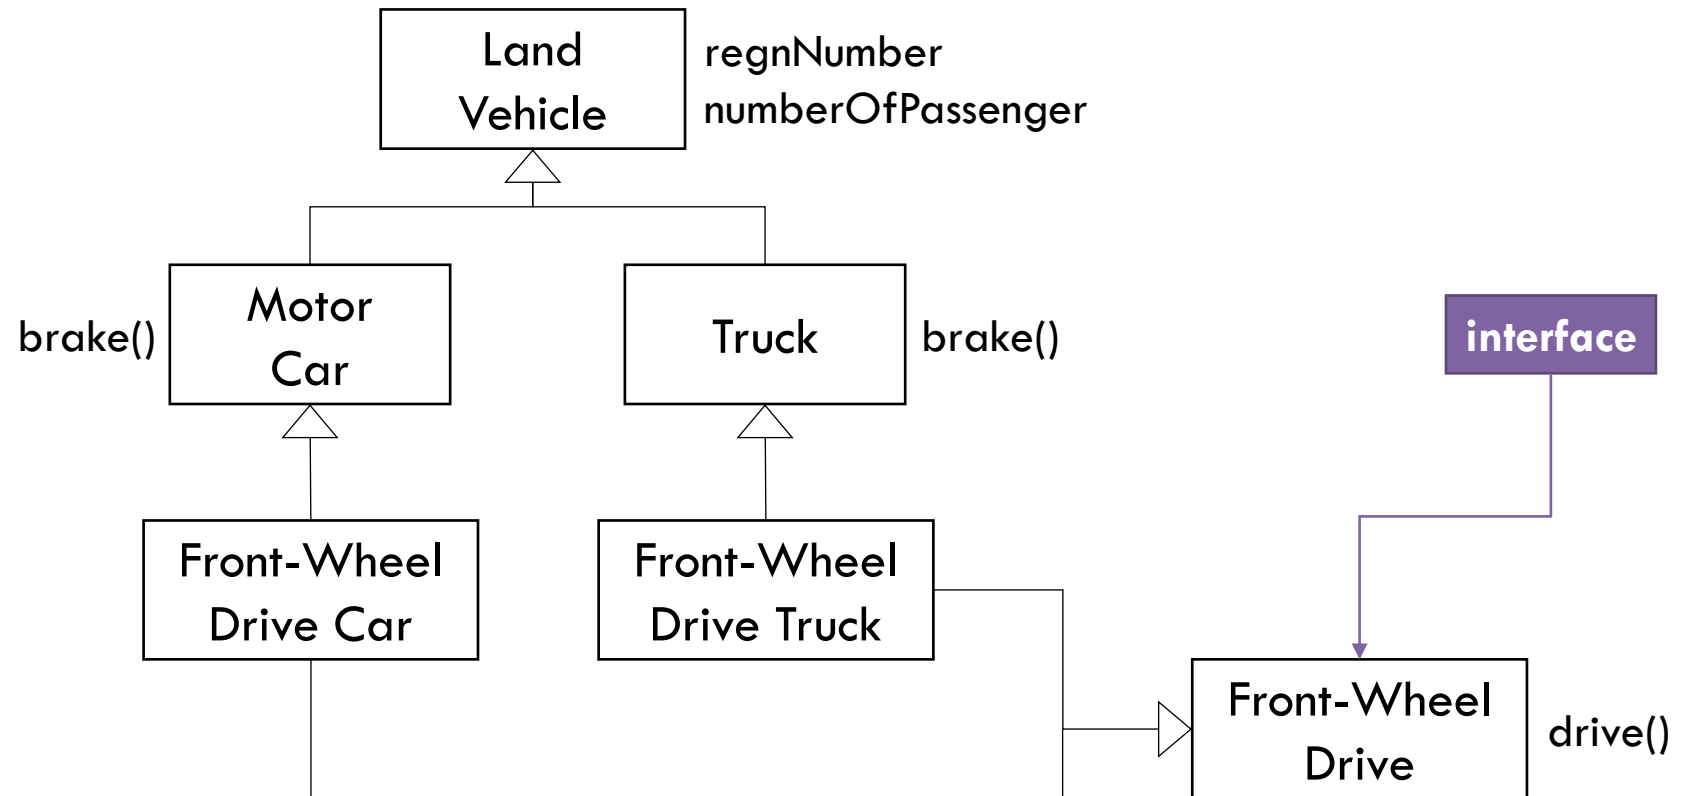 Land
Vehicle
regnNumber
numberOfPassenger
brake()
Motor
Car
Truck
brake()
interface
Front-Wheel
Drive Car
Front-Wheel
Drive Truck
Front-Wheel
Drive
drive()